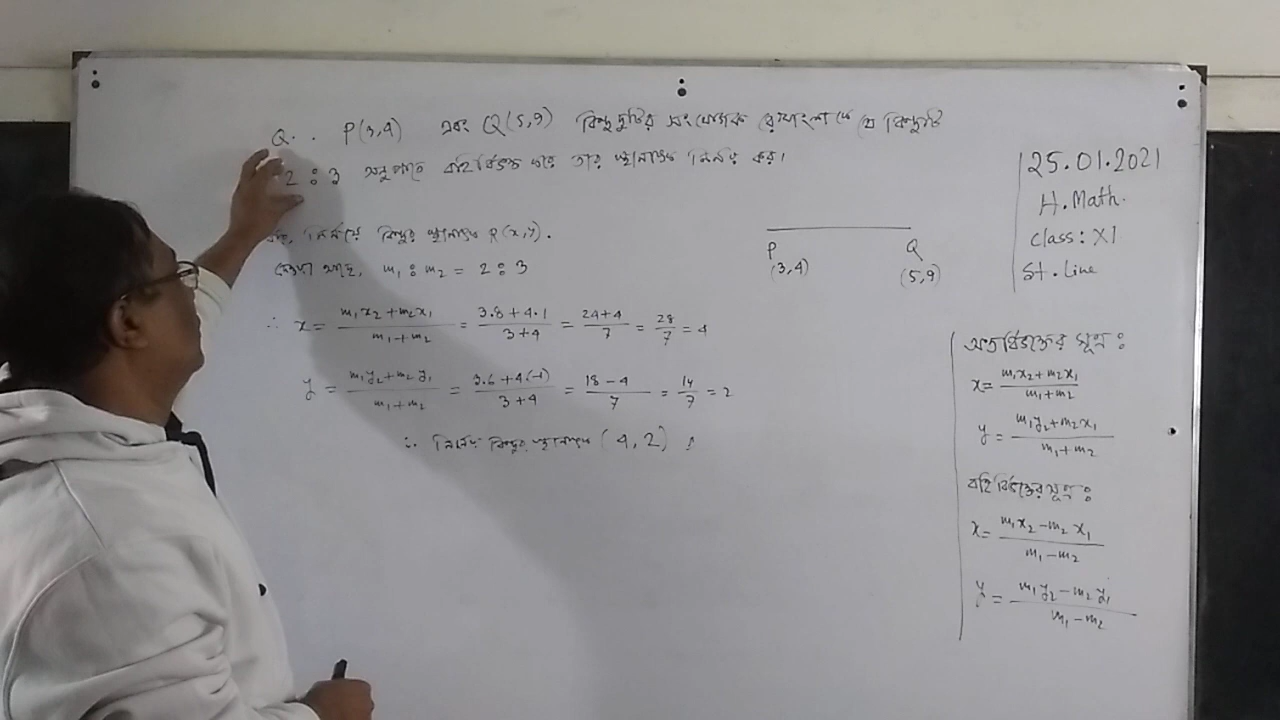 Q. . P(3,4) এবং Q(5,9) বিন্দুদুটির সংযোজক রেখাংশকে যে বিন্দুটি
2 : 3 অনুপাতে বহির্বিভক্ত করে তার স্থানাঙ্ক নির্ণয় কর।
নির্ণেয় বিন্দুর স্থানাঙ্ক R(x,y).
দেওয়া আছে, m₁ : m₂ = 2 : 3
∴ x = (m₁x₂+m₂x₁)/(m₁+m₂) = (3.8+4.1)/(3+4) = (24+4)/7 = 28/7 = 4
y = (m₁y₂+m₂y₁)/(m₁+m₂) = (3.6+4.(-1))/(3+4) = (18-4)/7 = 14/7 = 2
∴ নির্ণেয় বিন্দুর স্থানাঙ্ক (4,2)
P Q
(3,4) (5,9)
25.01.2021
H.Math.
class: XI
St. Line
অন্তর্বিভক্তের সূত্র :
x = (m₁x₂+m₂x₁)/(m₁+m₂)
y = (m₁y₂+m₂x₁)/(m₁+m₂)
বহির্বিভক্তের সূত্র :
x = (m₁x₂-m₂x₁)/(m₁-m₂)
y = (m₁y₂-m₂y₁)/(m₁-m₂)